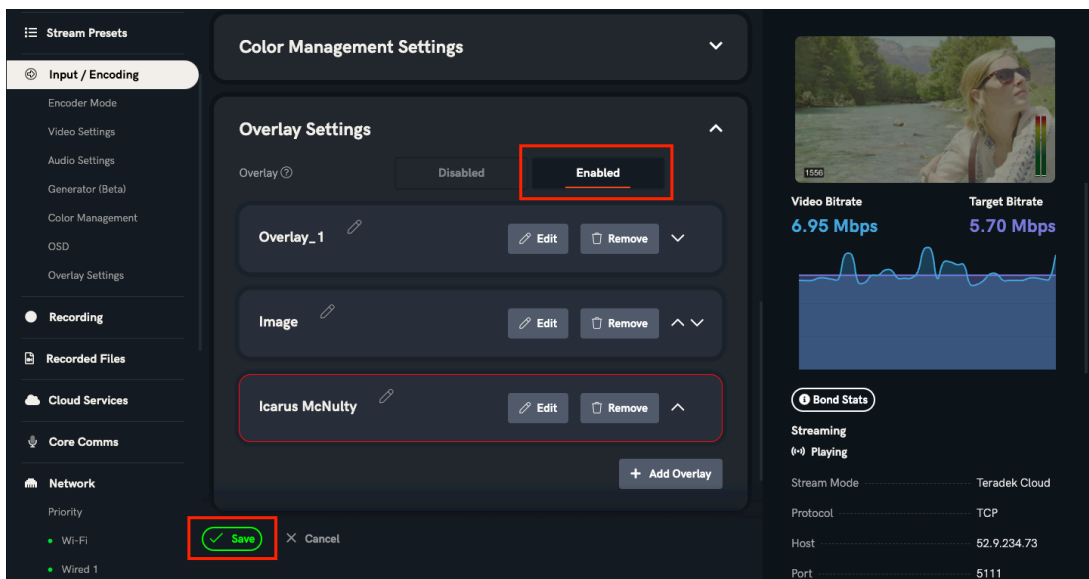 Stream Presets
Input / Encoding
Encoder Mode
Video Settings
Audio Settings
Generator (Beta)
Color Management
OSD
Overlay Settings
Recording
Recorded Files
Cloud Services
Core Comms
Network
Priority
Wi-Fi
Wired 1
Color Management Settings
Overlay Settings
Overlay Disabled Enabled
Overlay_1 Edit Remove
Image Edit Remove
Icarus McNulty Edit Remove
+ Add Overlay
Save Cancel
1556
Video Bitrate Target Bitrate
6.95 Mbps 5.70 Mbps
Bond Stats
Streaming
Playing
Stream Mode Teradek Cloud
Protocol TCP
Host 52.9.234.73
Port 5111